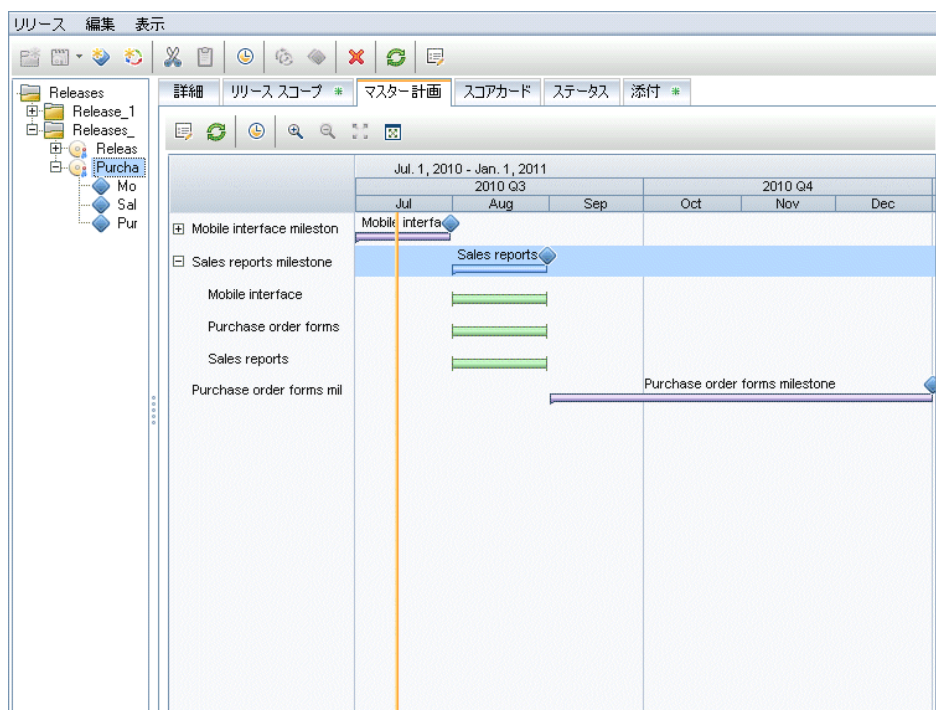 リリース 編集 表示
Releases
Release_1
Releases_
Releas
Purcha
Mo
Sal
Pur
詳細 リリース スコープ * マスター計画 スコアカード ステータス 添付 *
Jul. 1, 2010 - Jan. 1, 2011
2010 Q3 2010 Q4
Jul Aug Sep Oct Nov Dec
Mobile interface mileston Mobile interfa
Sales reports milestone Sales reports
Mobile interface
Purchase order forms
Sales reports
Purchase order forms mil Purchase order forms milestone